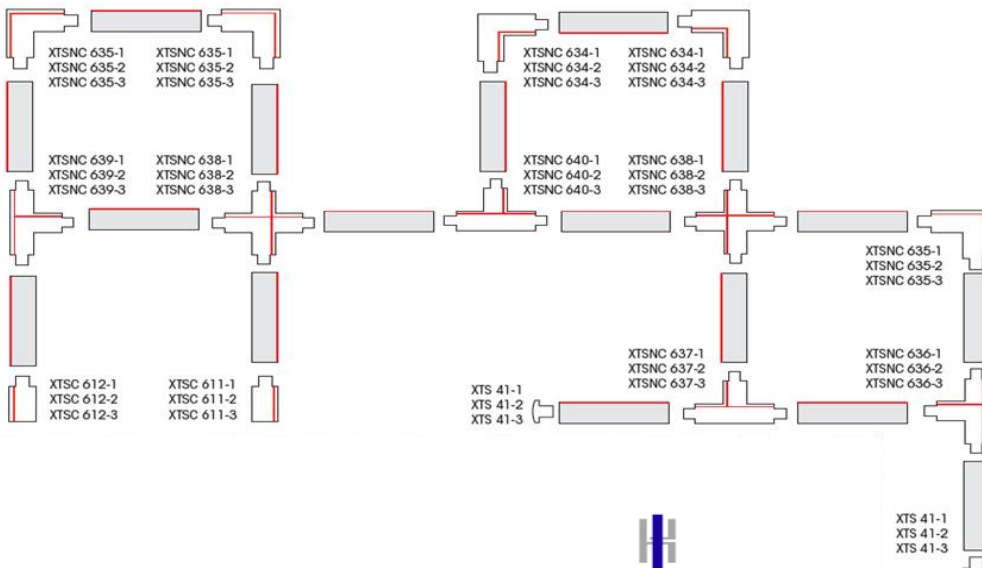 XTSNC 635-1
XTSNC 635-2
XTSNC 635-3
XTSNC 635-1
XTSNC 635-2
XTSNC 635-3
XTSNC 634-1
XTSNC 634-2
XTSNC 634-3
XTSNC 634-1
XTSNC 634-2
XTSNC 634-3
XTSNC 639-1
XTSNC 639-2
XTSNC 639-3
XTSNC 638-1
XTSNC 638-2
XTSNC 638-3
XTSNC 640-1
XTSNC 640-2
XTSNC 640-3
XTSNC 638-1
XTSNC 638-2
XTSNC 638-3
XTSNC 635-1
XTSNC 635-2
XTSNC 635-3
XTSC 612-1
XTSC 612-2
XTSC 612-3
XTSC 611-1
XTSC 611-2
XTSC 611-3
XTS 41-1
XTS 41-2
XTS 41-3
XTSNC 637-1
XTSNC 637-2
XTSNC 637-3
XTSNC 636-1
XTSNC 636-2
XTSNC 636-3
XTS 41-1
XTS 41-2
XTS 41-3